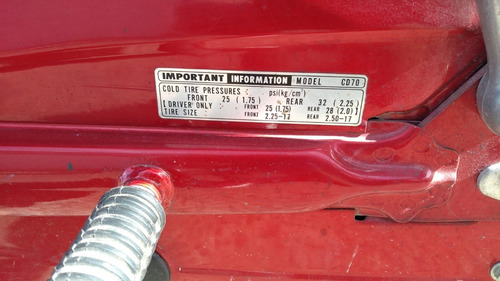 IMPORTANT INFORMATION MODEL CD70
COLD TIRE PRESSURES : psi(kg/cm²)
FRONT 25 (1.75) REAR 32 (2.25)
[DRIVER ONLY] FRONT 25 (1.75) REAR 28 (2.0)]
TIRE SIZE FRONT 2.25-17 REAR 2.50-17